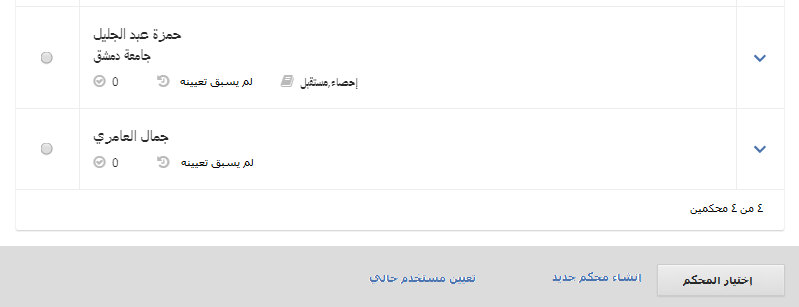 حمزة عبد الجليل
جامعة دمشق
0 لم يسبق تعيينه إحصاء,مستقبل
جمال العامري
0 لم يسبق تعيينه
٤ من ٤ محكمين
إختيار المحكم إنشاء محكم جديد تعيين مستخدم حالي